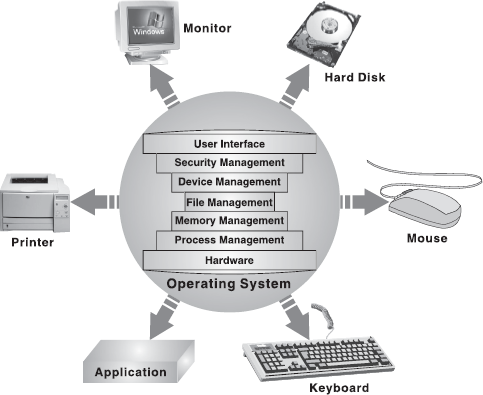 Windows
Monitor
Hard Disk
User Interface
Security Management
Device Management
File Management
Memory Management
Process Management
Hardware
Operating System
Printer
Mouse
Application
Keyboard